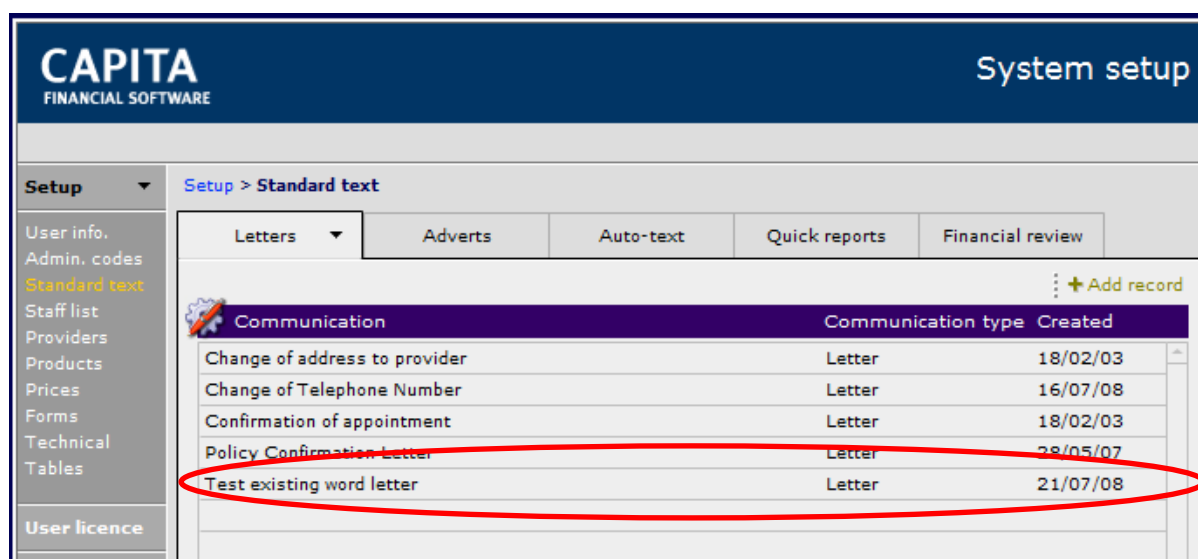 CAPITA
FINANCIAL SOFTWARE
System setup
Setup
Setup > Standard text
User info.
Admin. codes
Standard text
Staff list
Providers
Products
Prices
Forms
Technical
Tables
User licence
Letters Adverts Auto-text Quick reports Financial review
+ Add record
Communication Communication type Created
Change of address to provider Letter 18/02/03
Change of Telephone Number Letter 16/07/08
Confirmation of appointment Letter 18/02/03
Policy Confirmation Letter Letter 28/05/07
Test existing word letter Letter 21/07/08